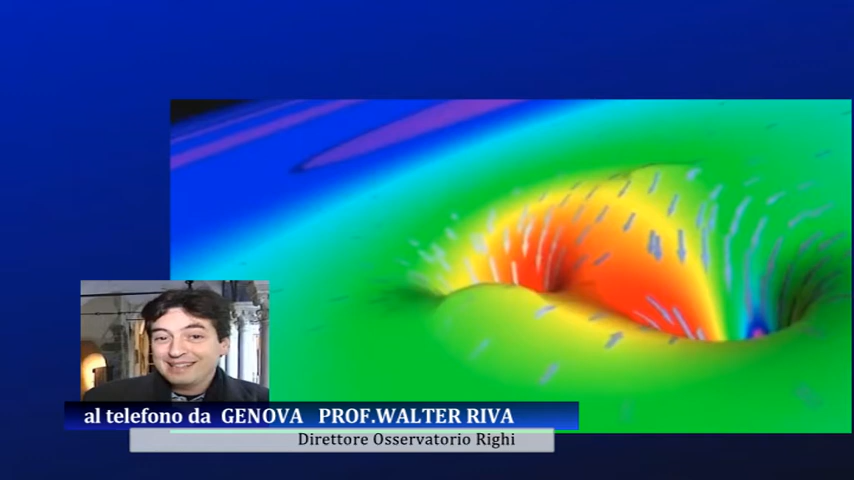 al telefono da GENOVA PROF.WALTER RIVA
Direttore Osservatorio Righi